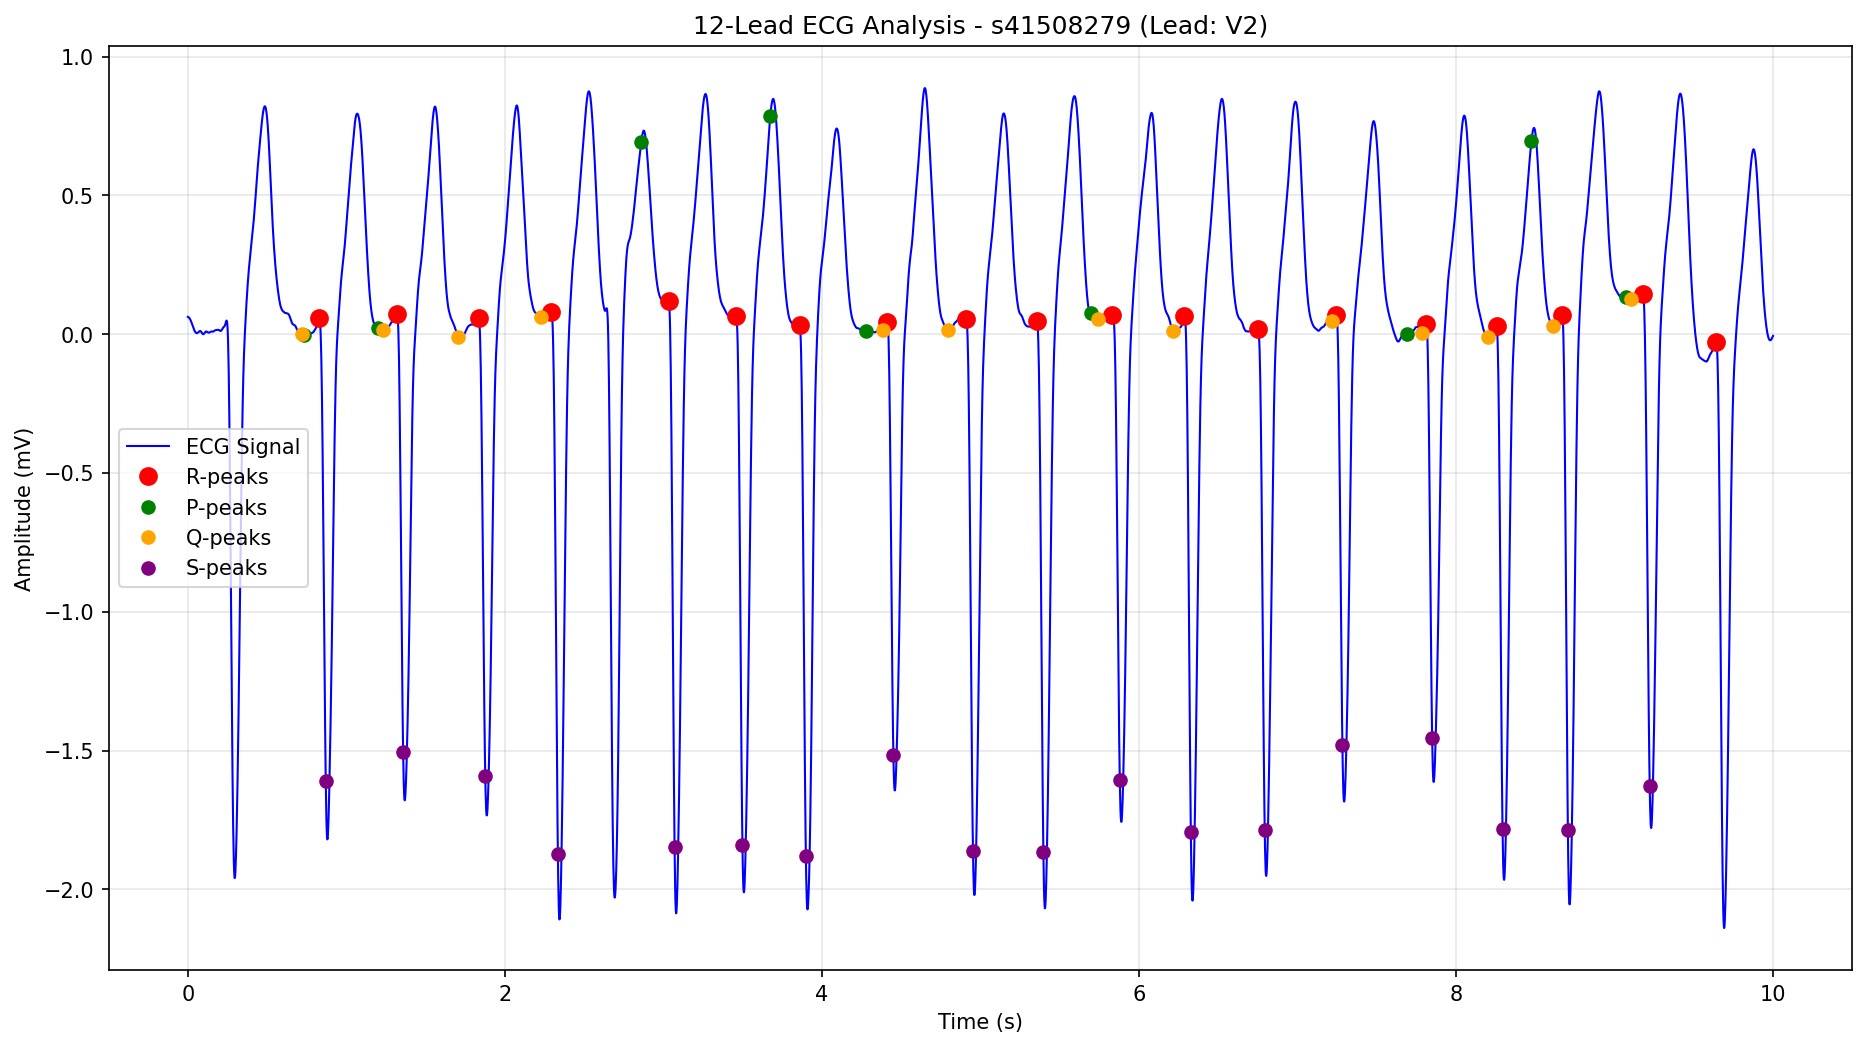 12-Lead ECG Analysis - s41508279 (Lead: V2)
1.0
0.5
0.0
−0.5
−1.0
−1.5
−2.0
Amplitude (mV)
ECG Signal
R-peaks
P-peaks
Q-peaks
S-peaks
0 2 4 6 8 10
Time (s)